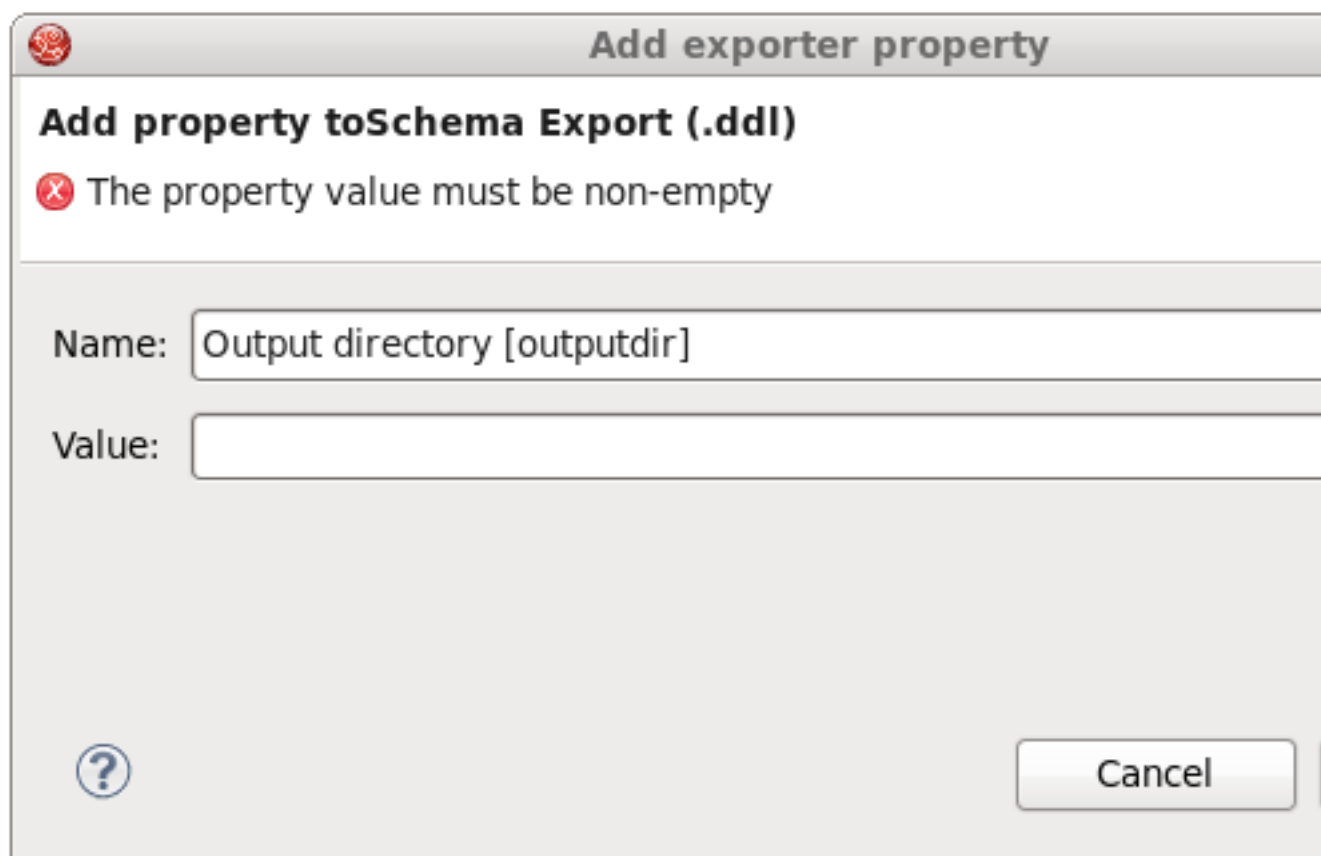 Add exporter property
Add property toSchema Export (.ddl)
The property value must be non-empty
Name: Output directory [outputdir]
Value:
Cancel